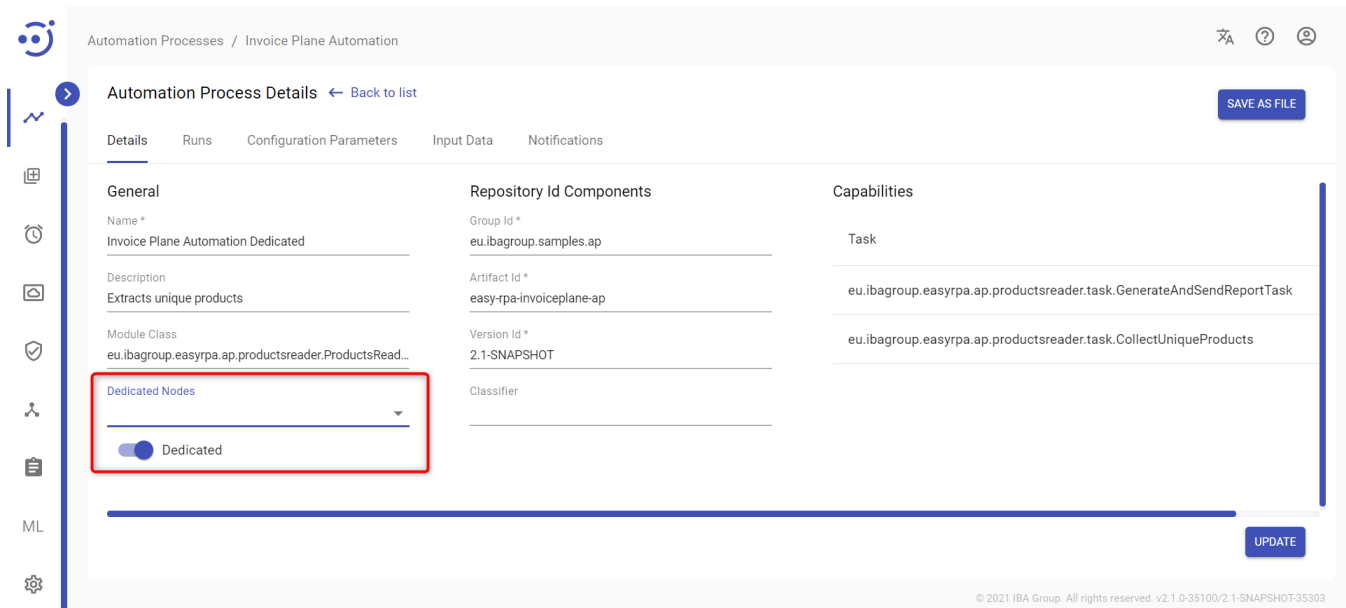 Automation Processes / Invoice Plane Automation
Automation Process Details ← Back to list
SAVE AS FILE
Details Runs Configuration Parameters Input Data Notifications
General
Name *
Invoice Plane Automation Dedicated
Description
Extracts unique products
Module Class
eu.ibagroup.easyrpa.ap.productsreader.ProductsRead...
Dedicated Nodes
Dedicated
Repository Id Components
Group Id *
eu.ibagroup.samples.ap
Artifact Id *
easy-rpa-invoiceplane-ap
Version Id *
2.1-SNAPSHOT
Classifier
Capabilities
Task
eu.ibagroup.easyrpa.ap.productsreader.task.GenerateAndSendReportTask
eu.ibagroup.easyrpa.ap.productsreader.task.CollectUniqueProducts
ML
UPDATE
© 2021 IBA Group. All rights reserved. v2.1.0-35100/2.1-SNAPSHOT-35303